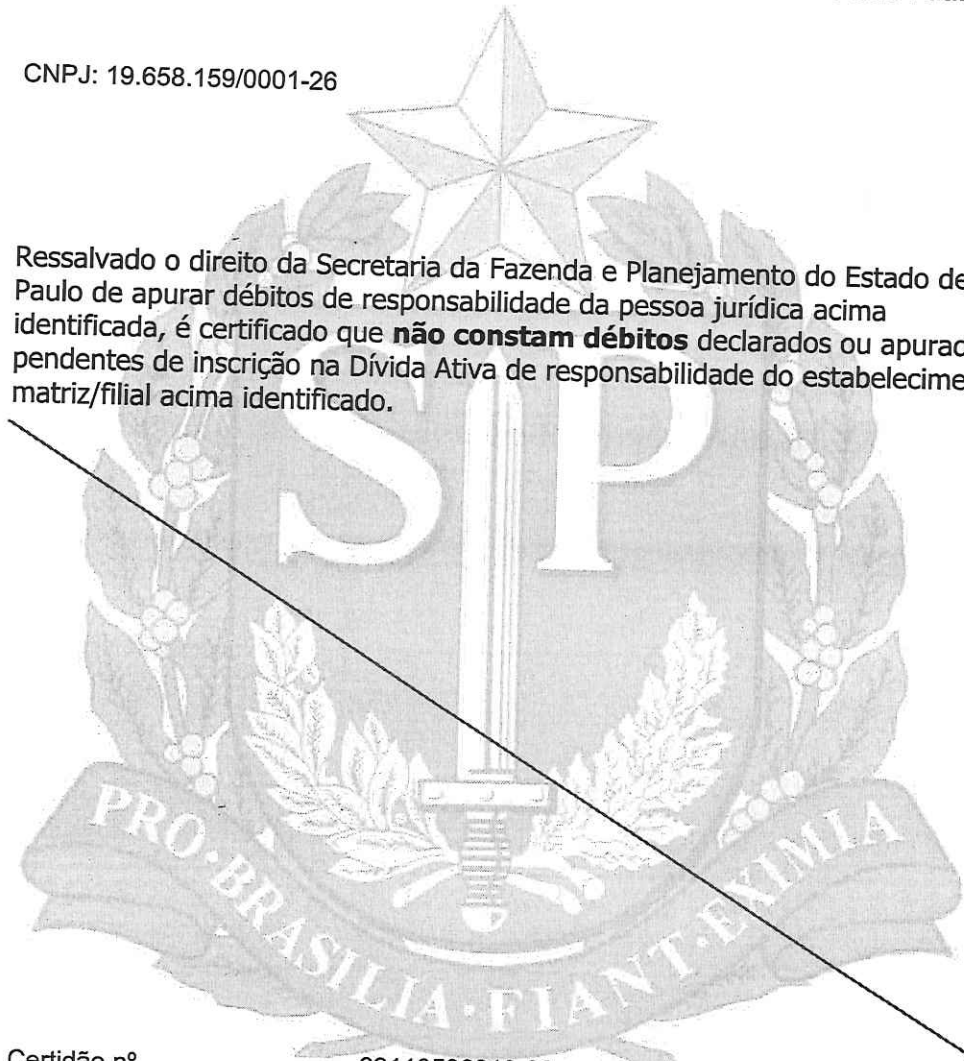 CNPJ: 19.658.159/0001-26
Ressalvado o direito da Secretaria da Fazenda e Planejamento do Estado de
Paulo de apurar débitos de responsabilidade da pessoa jurídica acima
identificada, é certificado que não constam débitos declarados ou apurad
pendentes de inscrição na Dívida Ativa de responsabilidade do estabelecime
matriz/filial acima identificado.
SP
PRO·BRASILIA·FIANT·EXIMIA
Certidão nº